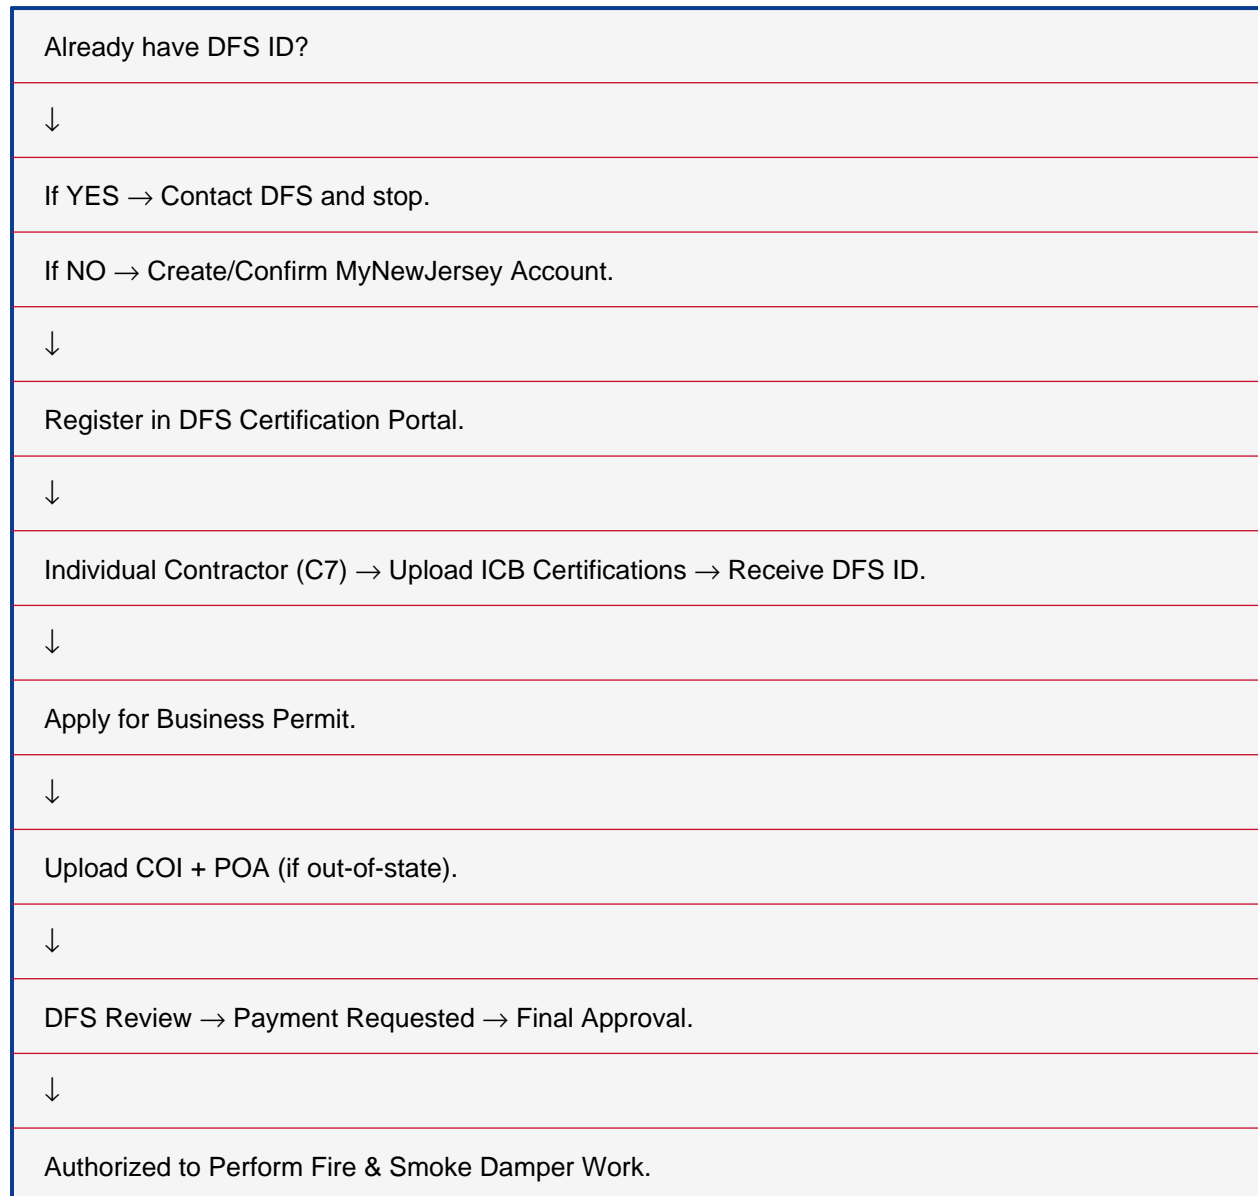 Already have DFS ID?
↓
If YES → Contact DFS and stop.
If NO → Create/Confirm MyNewJersey Account.
↓
Register in DFS Certification Portal.
↓
Individual Contractor (C7) → Upload ICB Certifications → Receive DFS ID.
↓
Apply for Business Permit.
↓
Upload COI + POA (if out-of-state).
↓
DFS Review → Payment Requested → Final Approval.
↓
Authorized to Perform Fire & Smoke Damper Work.